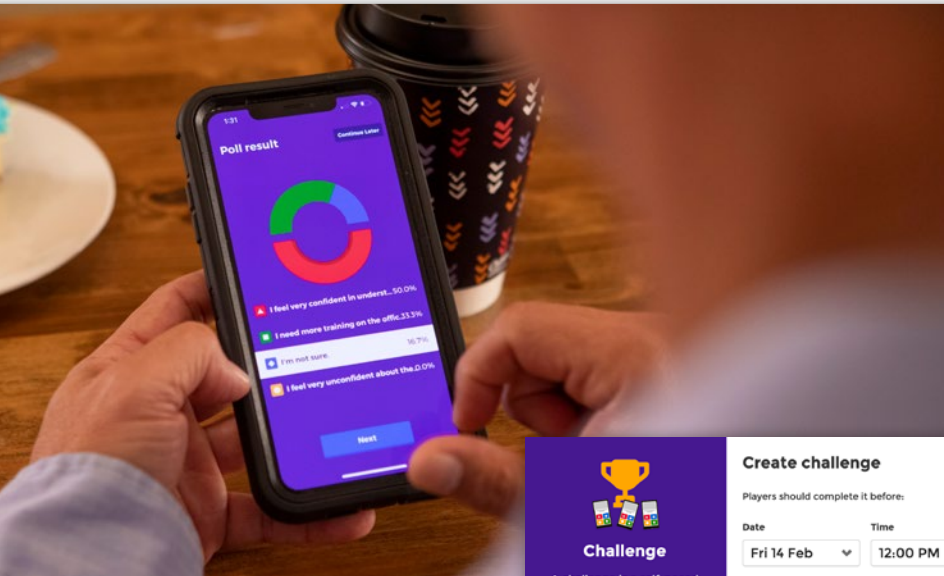 1:31
Continue Later
Poll result
I feel very confident in underst... 50.0%
I need more training on the offic... 33.3%
I'm not sure. 16.7%
I feel very unconfident about the... 0.0%
Next
Create challenge
Players should complete it before:
Date Time
Challenge
Fri 14 Feb 12:00 PM